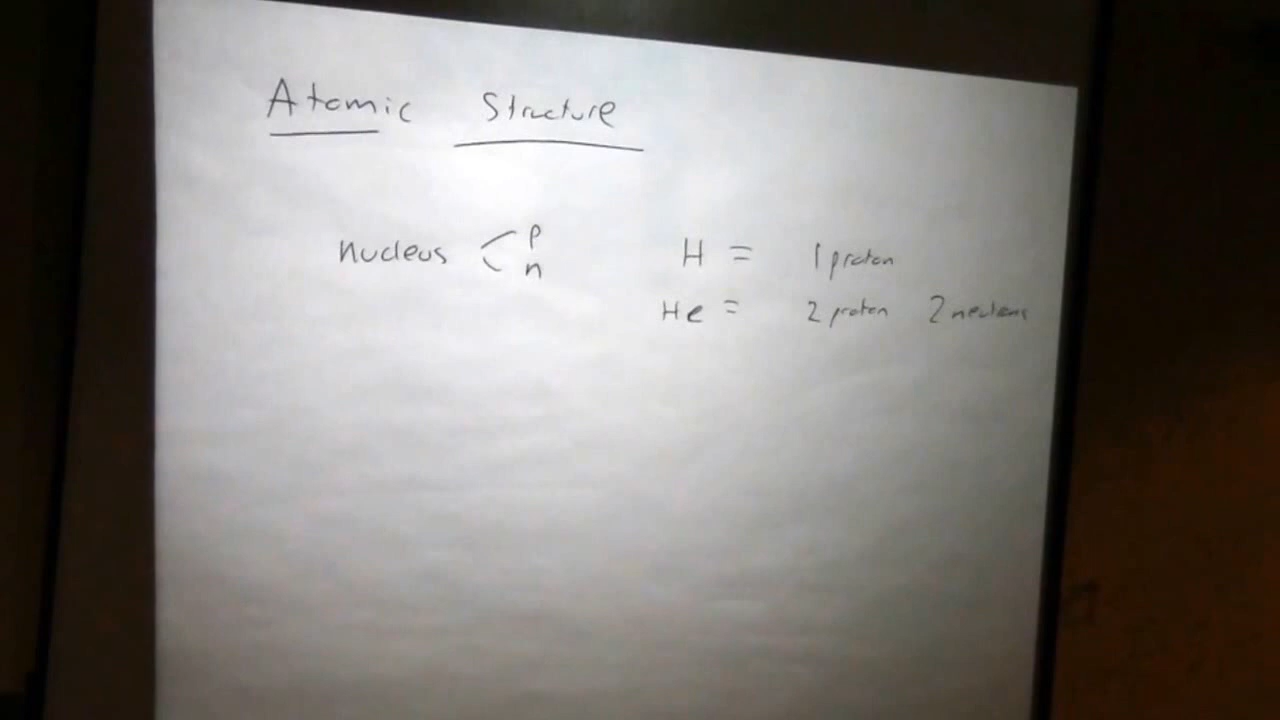 Atomic Structure
nucleus < p
n
H = 1 proton
He = 2 proton 2 neutrons